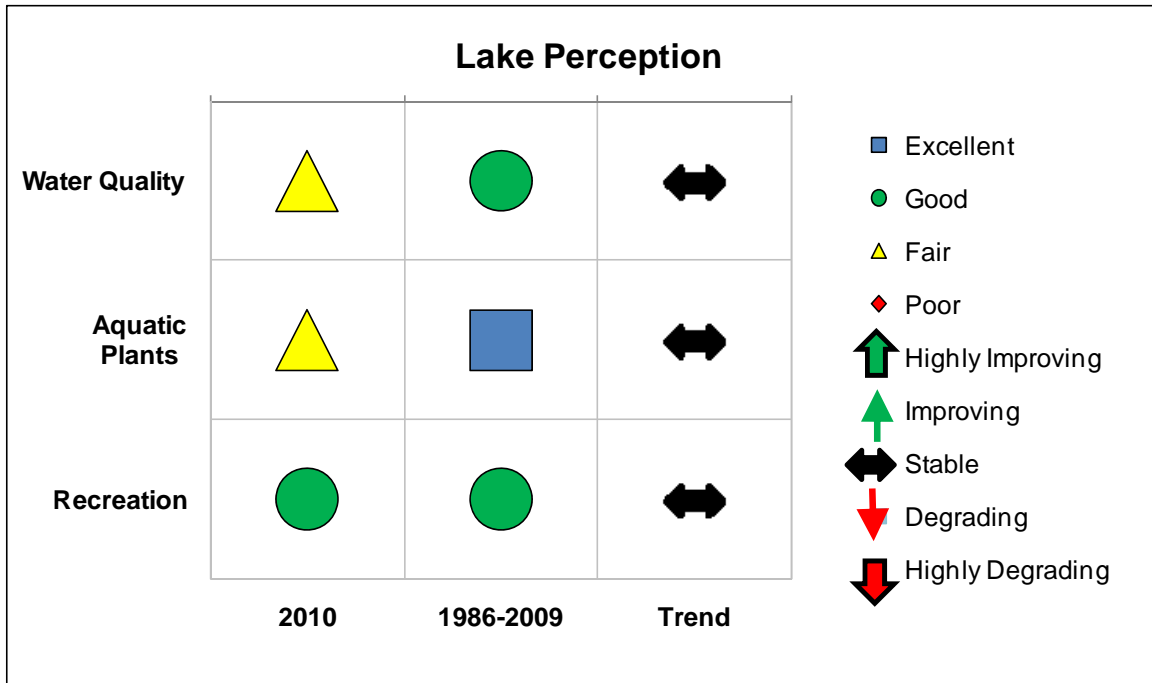 Lake Perception
Water Quality
Aquatic
Plants
Recreation
2010
1986-2009
Trend
Excellent
Good
Fair
Poor
Highly Improving
Improving
Stable
Degrading
Highly Degrading